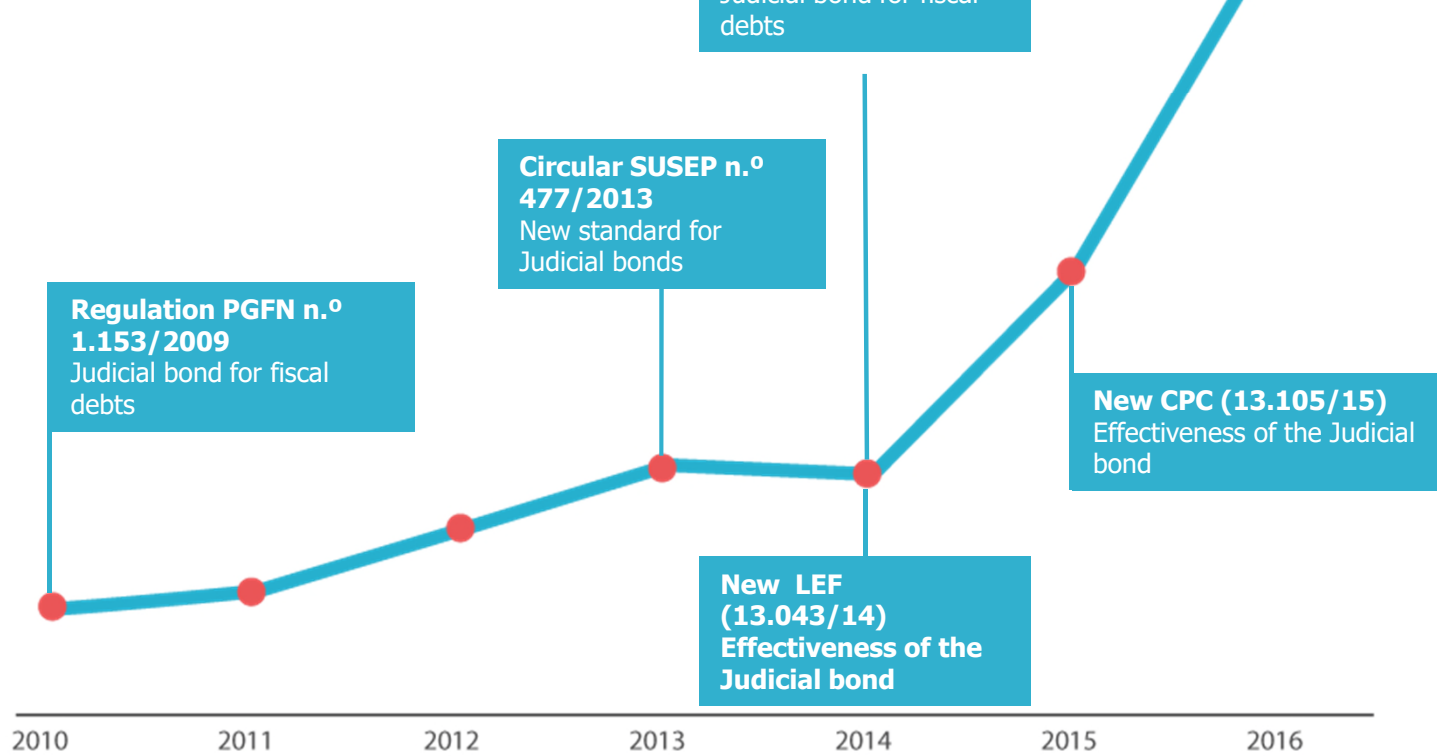 debts
Circular SUSEP n.º
477/2013
New standard for
Judicial bonds
Regulation PGFN n.º
1.153/2009
Judicial bond for fiscal
debts
New CPC (13.105/15)
Effectiveness of the Judicial
bond
New LEF
(13.043/14)
Effectiveness of the
Judicial bond
2010 2011 2012 2013 2014 2015 2016